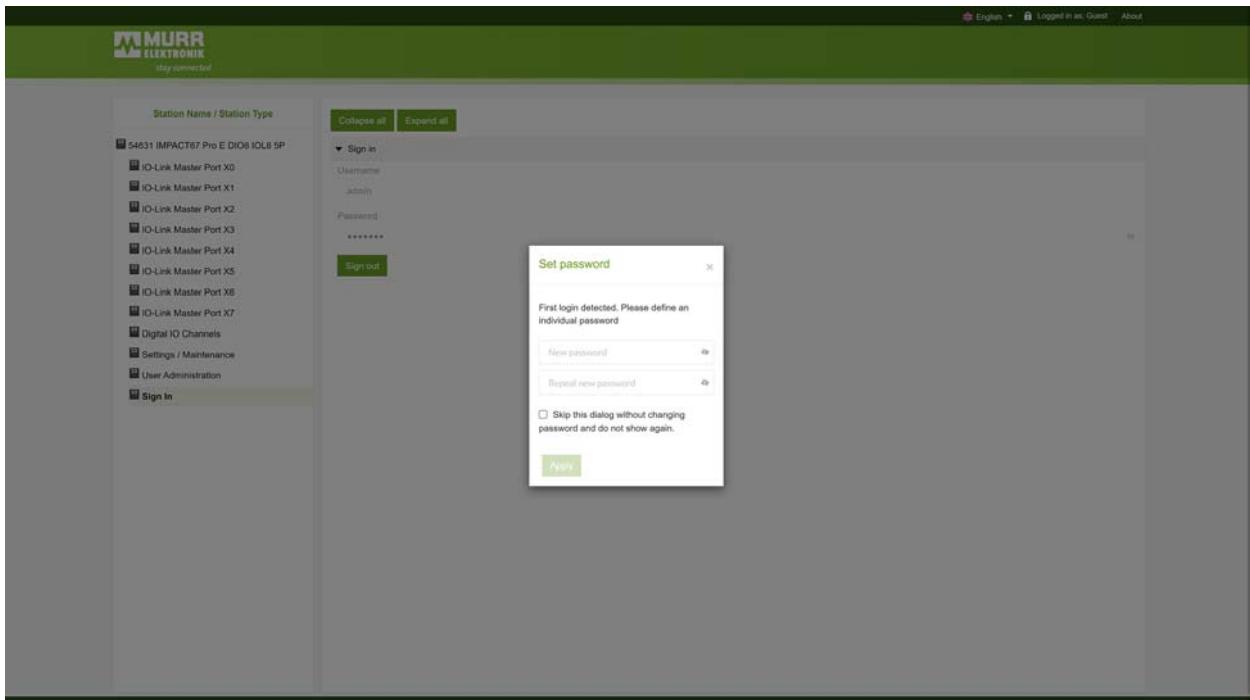 English
Logged in as: Guest
About
MURR
ELEKTRONIK
stay connected
Station Name / Station Type
54631 IMPACT67 Pro E DIO8 IOL8 5P
IO-Link Master Port X0
IO-Link Master Port X1
IO-Link Master Port X2
IO-Link Master Port X3
IO-Link Master Port X4
IO-Link Master Port X5
IO-Link Master Port X6
IO-Link Master Port X7
Digital IO Channels
Settings / Maintenance
User Administration
Sign In
Collapse all
Expand all
Sign in
Username
admin
Password
•••••••
Sign out
Set password
First login detected. Please define an
individual password
New password
Repeat new password
Skip this dialog without changing
password and do not show again.
Apply